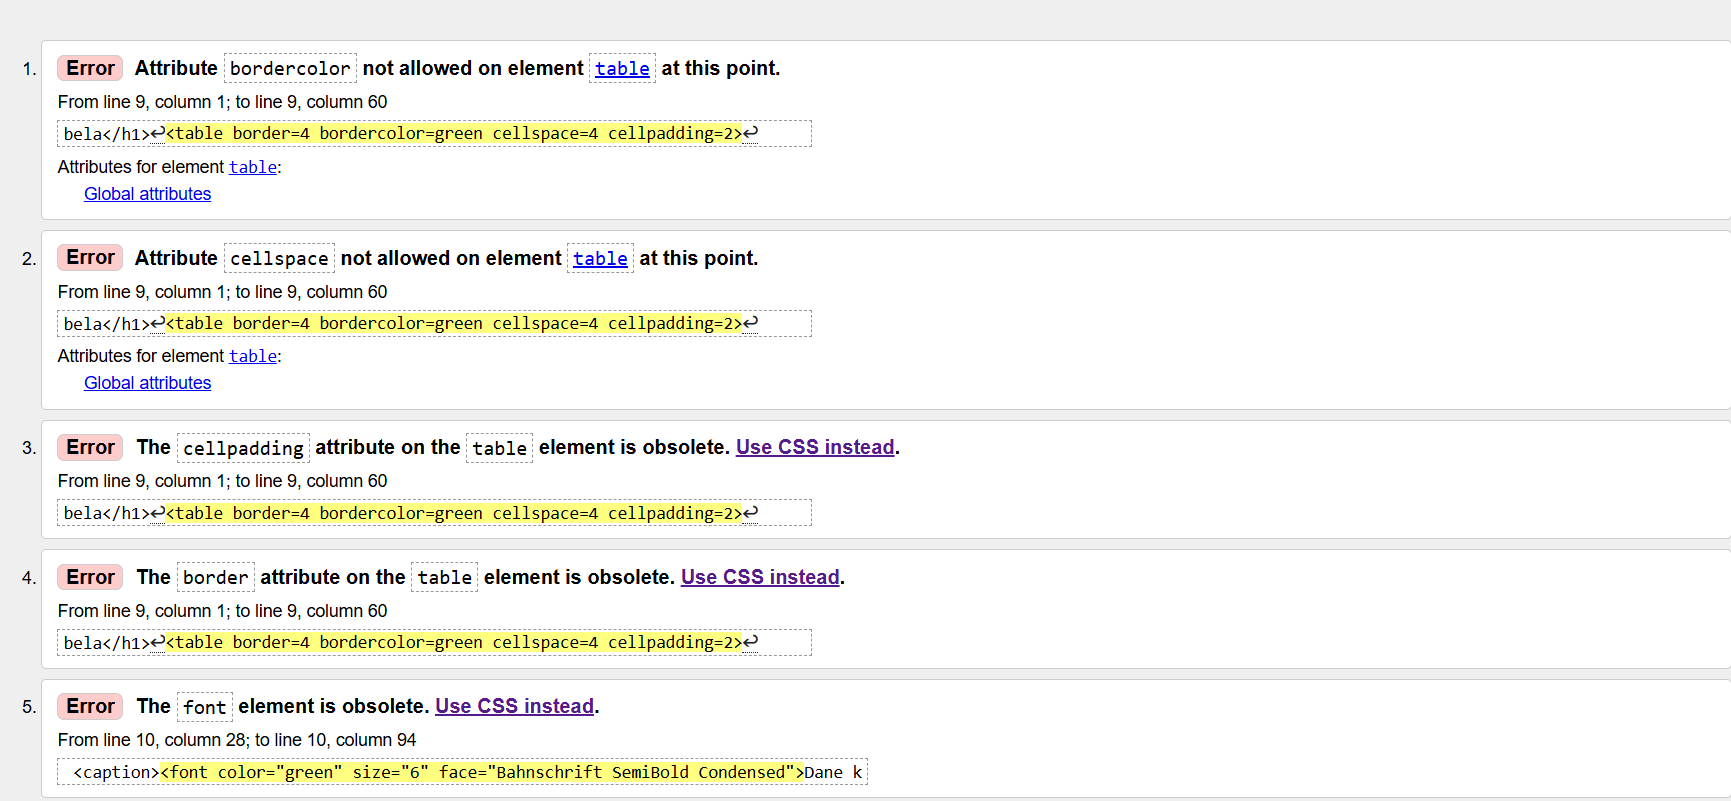 1. Error Attribute bordercolor not allowed on element table at this point.
From line 9, column 1; to line 9, column 60
bela</h1>↩<table border=4 bordercolor=green cellspace=4 cellpadding=2>↩
Attributes for element table:
Global attributes
2. Error Attribute cellspace not allowed on element table at this point.
From line 9, column 1; to line 9, column 60
bela</h1>↩<table border=4 bordercolor=green cellspace=4 cellpadding=2>↩
Attributes for element table:
Global attributes
3. Error The cellpadding attribute on the table element is obsolete. Use CSS instead.
From line 9, column 1; to line 9, column 60
bela</h1>↩<table border=4 bordercolor=green cellspace=4 cellpadding=2>↩
4. Error The border attribute on the table element is obsolete. Use CSS instead.
From line 9, column 1; to line 9, column 60
bela</h1>↩<table border=4 bordercolor=green cellspace=4 cellpadding=2>↩
5. Error The font element is obsolete. Use CSS instead.
From line 10, column 28; to line 10, column 94
<caption><font color="green" size="6" face="Bahnschrift SemiBold Condensed">Dane k